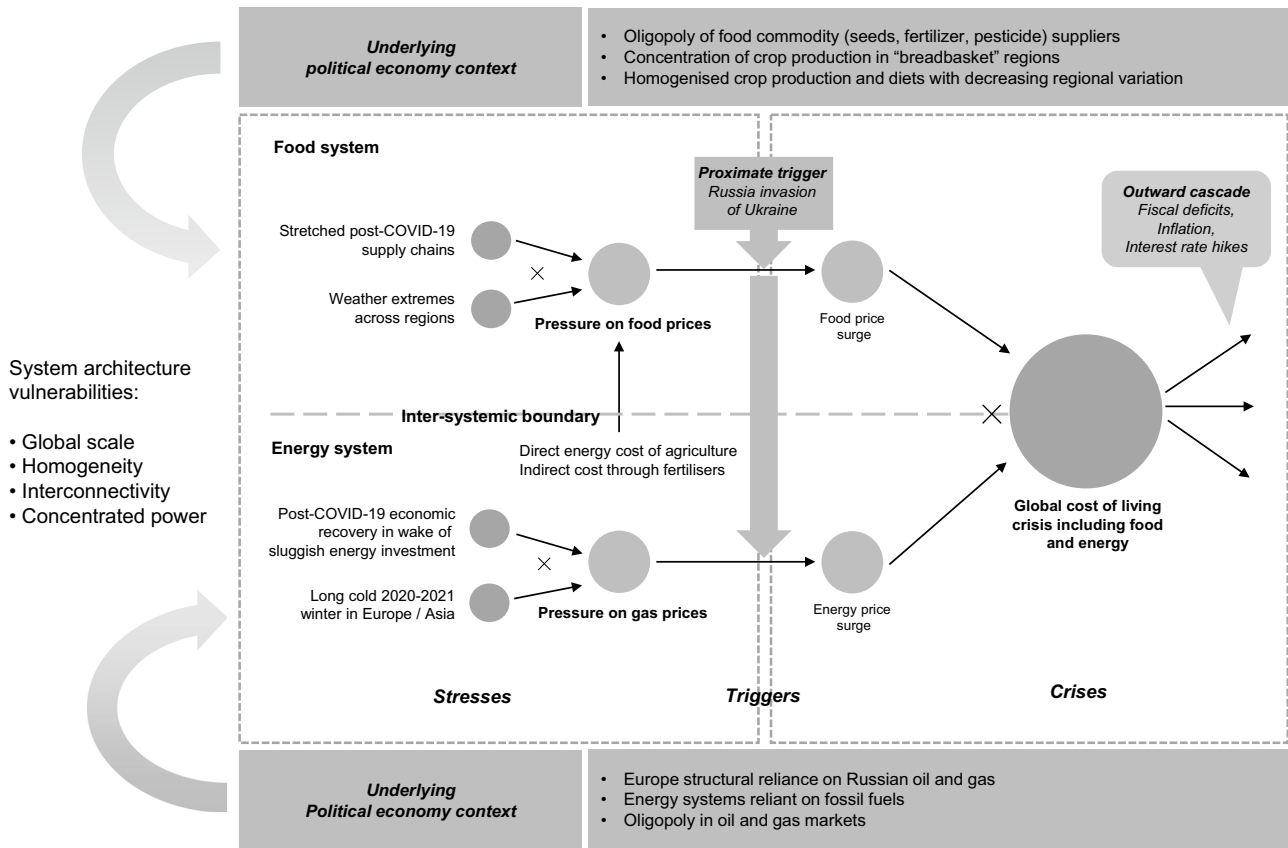 Underlying
political economy context
• Oligopoly of food commodity (seeds, fertilizer, pesticide) suppliers
• Concentration of crop production in “breadbasket” regions
• Homogenised crop production and diets with decreasing regional variation
System architecture
vulnerabilities:
• Global scale
• Homogeneity
• Interconnectivity
• Concentrated power
Food system
Stretched post-COVID-19
supply chains
Weather extremes
across regions
Pressure on food prices
Proximate trigger
Russia invasion
of Ukraine
Food price
surge
Outward cascade
Fiscal deficits,
Inflation,
Interest rate hikes
Inter-systemic boundary
Energy system
Direct energy cost of agriculture
Indirect cost through fertilisers
Post-COVID-19 economic
recovery in wake of
sluggish energy investment
Long cold 2020-2021
winter in Europe / Asia
Pressure on gas prices
Energy price
surge
Global cost of living
crisis including food
and energy
Stresses
Triggers
Crises
Underlying
Political economy context
• Europe structural reliance on Russian oil and gas
• Energy systems reliant on fossil fuels
• Oligopoly in oil and gas markets